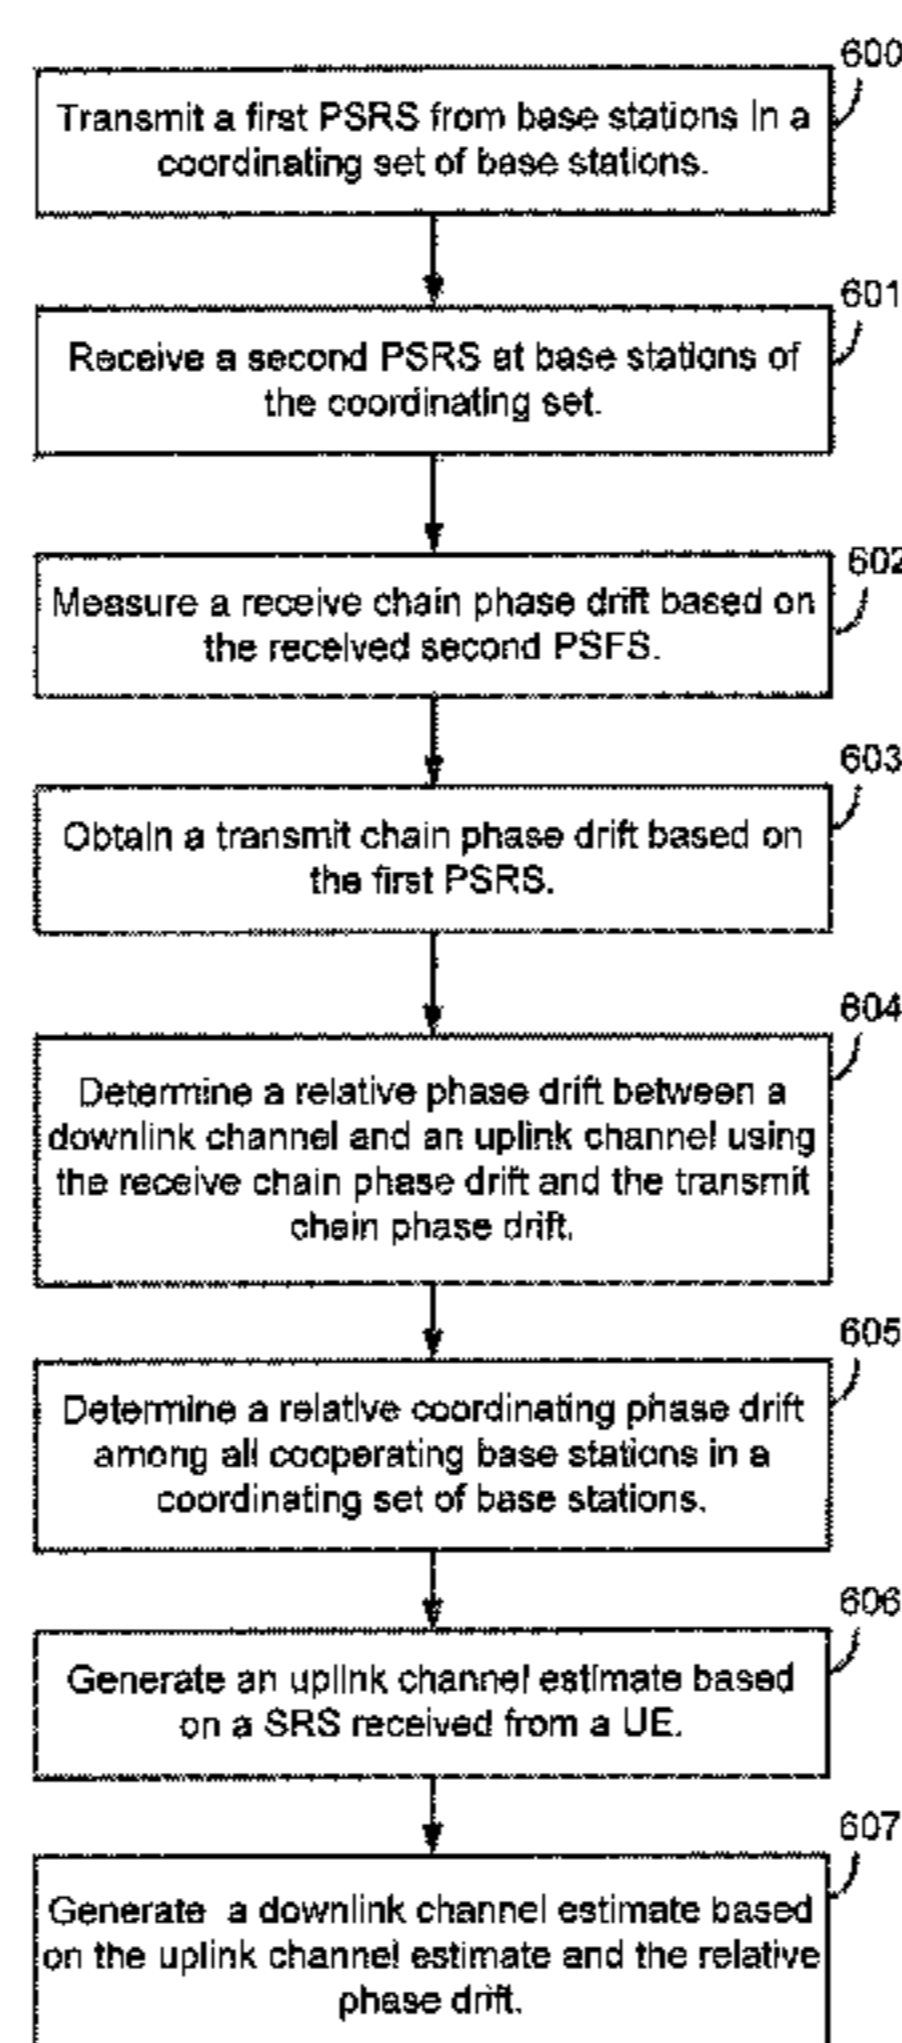 600
Transmit a first PSRS from base stations in a
coordinating set of base stations.
601
Receive a second PSRS at base stations of
the coordinating set.
602
Measure a receive chain phase drift based on
the received second PSFS.
603
Obtain a transmit chain phase drift based on
the first PSRS.
604
Determine a relative phase drift between a
downlink channel and an uplink channel using
the receive chain phase drift and the transmit
chain phase drift.
605
Determine a relative coordinating phase drift
among all cooperating base stations in a
coordinating set of base stations.
606
Generate an uplink channel estimate based
on a SRS received from a UE.
607
Generate a downlink channel estimate based
on the uplink channel estimate and the relative
phase drift.